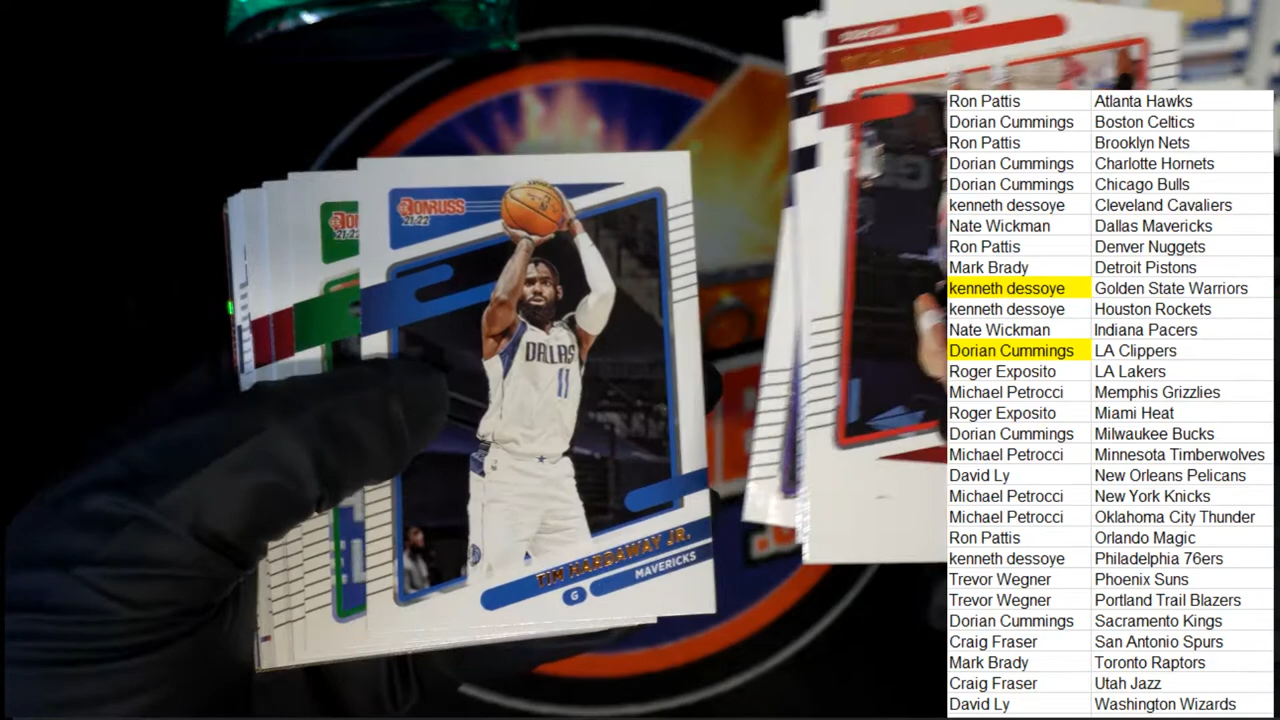 DONRUSS
21/22
DALLAS
11
TIM HARDAWAY JR.
G
MAVERICKS
Ron Pattis Atlanta Hawks
Dorian Cummings Boston Celtics
Ron Pattis Brooklyn Nets
Dorian Cummings Charlotte Hornets
Dorian Cummings Chicago Bulls
kenneth dessoye Cleveland Cavaliers
Nate Wickman Dallas Mavericks
Ron Pattis Denver Nuggets
Mark Brady Detroit Pistons
kenneth dessoye Golden State Warriors
kenneth dessoye Houston Rockets
Nate Wickman Indiana Pacers
Dorian Cummings LA Clippers
Roger Exposito LA Lakers
Michael Petrocci Memphis Grizzlies
Roger Exposito Miami Heat
Dorian Cummings Milwaukee Bucks
Michael Petrocci Minnesota Timberwolves
David Ly New Orleans Pelicans
Michael Petrocci New York Knicks
Michael Petrocci Oklahoma City Thunder
Ron Pattis Orlando Magic
kenneth dessoye Philadelphia 76ers
Trevor Wegner Phoenix Suns
Trevor Wegner Portland Trail Blazers
Dorian Cummings Sacramento Kings
Craig Fraser San Antonio Spurs
Mark Brady Toronto Raptors
Craig Fraser Utah Jazz
David Ly Washington Wizards